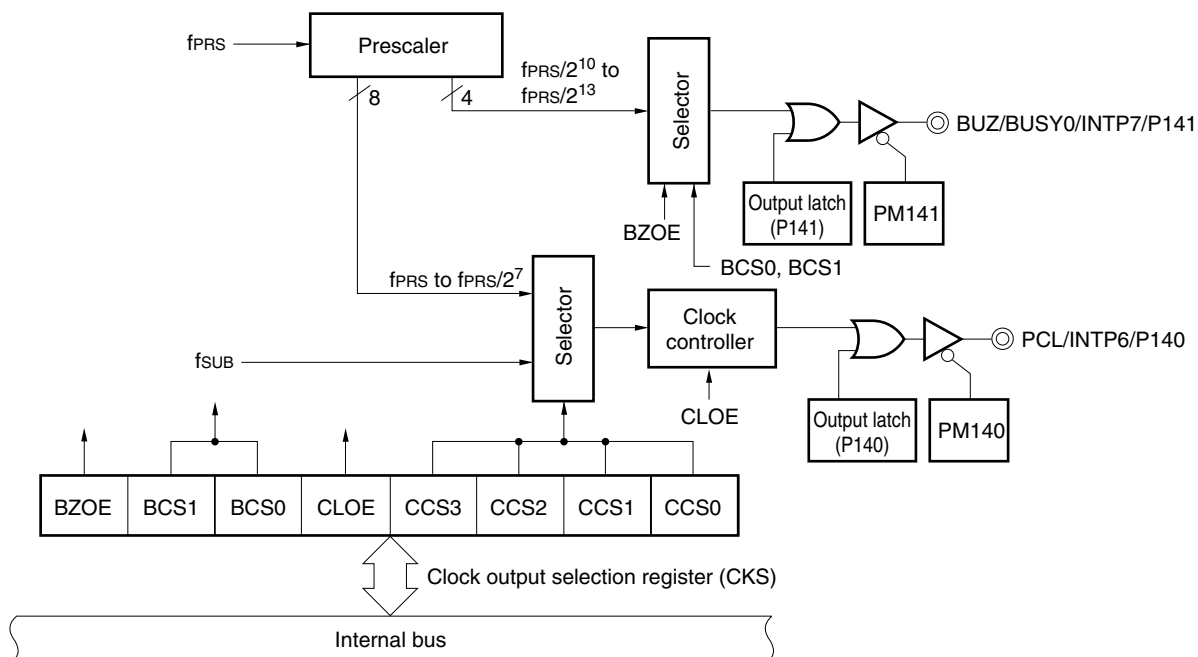 fPRS
Prescaler
8
4
fPRS/2¹⁰ to
fPRS/2¹³
Selector
BUZ/BUSY0/INTP7/P141
Output latch
(P141)
PM141
BZOE
BCS0, BCS1
fPRS to fPRS/2⁷
Selector
Clock
controller
PCL/INTP6/P140
fSUB
CLOE
Output latch
(P140)
PM140
BZOE BCS1 BCS0 CLOE CCS3 CCS2 CCS1 CCS0
Clock output selection register (CKS)
Internal bus